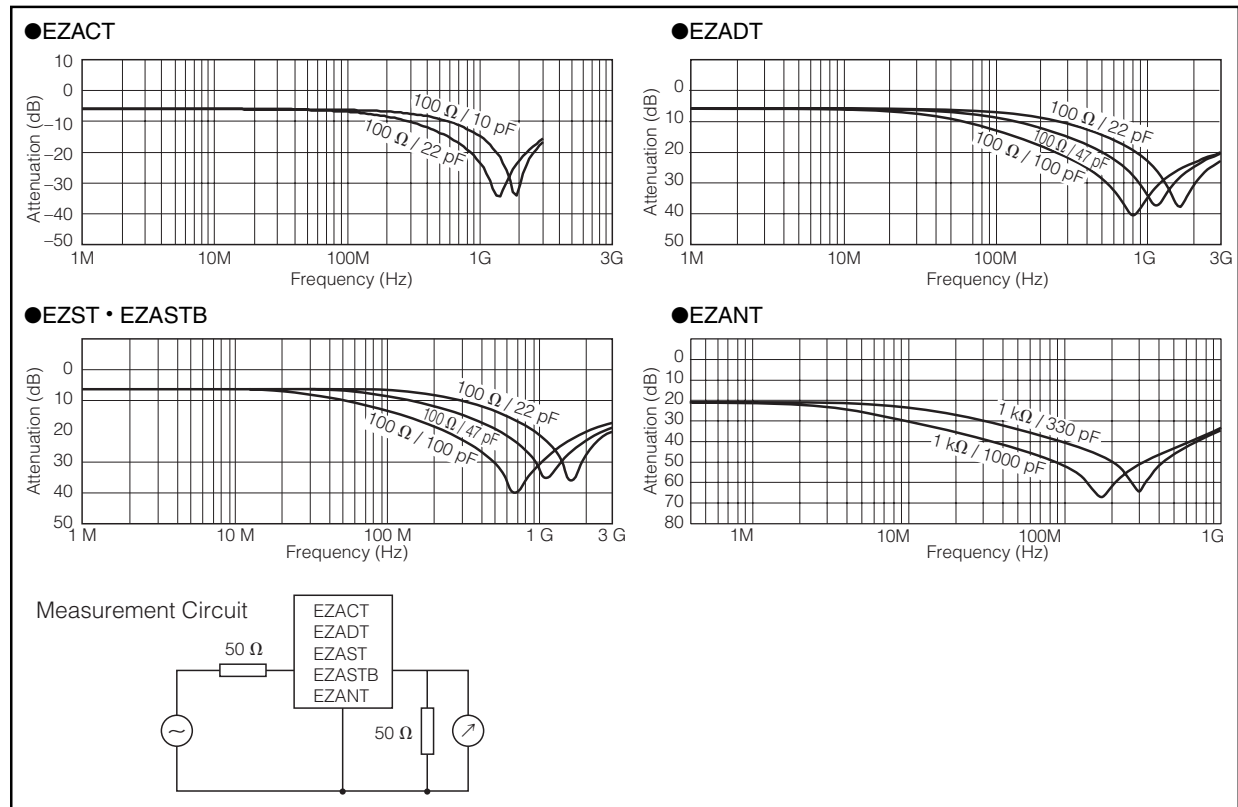 ●EZACT
10
0
−10
−20
−30
−40
−50
Attenuation (dB)
100 Ω / 10 pF
100 Ω / 22 pF
1M 10M 100M 1G 3G
Frequency (Hz)
●EZADT
0
10
20
30
40
50
Attenuation (dB)
100 Ω / 22 pF
100 Ω / 47 pF
100 Ω / 100 pF
1M 10M 100M 1G 3G
Frequency (Hz)
●EZST・EZASTB
0
10
20
30
40
50
Attenuation (dB)
100 Ω / 22 pF
100 Ω / 47 pF
100 Ω / 100 pF
1 M 10 M 100 M 1 G 3 G
Frequency (Hz)
●EZANT
0
10
20
30
40
50
60
70
80
Attenuation (dB)
1 kΩ / 330 pF
1 kΩ / 1000 pF
1M 10M 100M 1G
Frequency (Hz)
Measurement Circuit
50 Ω
EZACT
EZADT
EZAST
EZASTB
EZANT
50 Ω